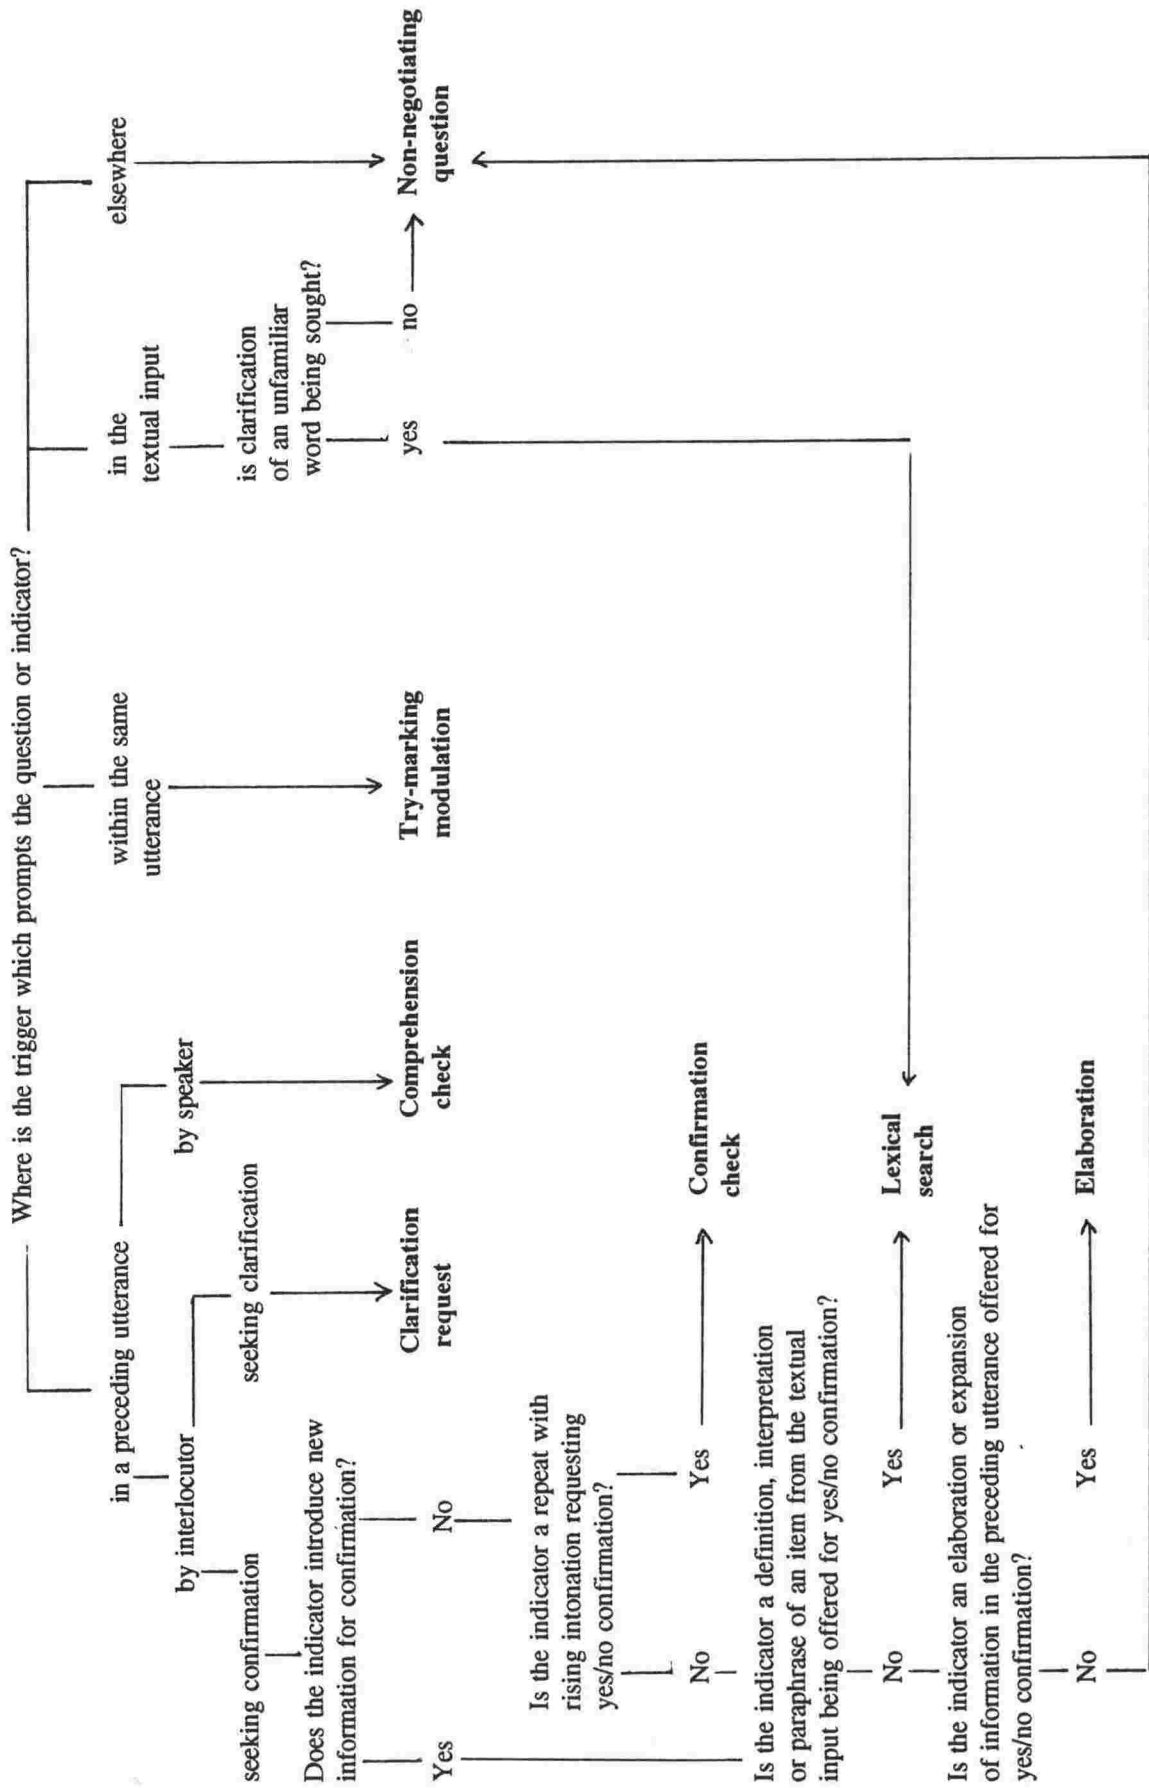 Where is the trigger which prompts the question or indicator?
in a preceding utterance
within the same
utterance
in the
textual input
elsewhere
by interlocutor
by speaker
is clarification
of an unfamiliar
word being sought?
seeking confirmation
seeking clarification
Does the indicator introduce new
information for confirmation?
Yes
No
Clarification
request
Comprehension
check
Try-marking
modulation
yes
no
Non-negotiating
question
Is the indicator a repeat with
rising intonation requesting
yes/no confirmation?
No
Yes
Confirmation
check
Is the indicator a definition, interpretation
or paraphrase of an item from the textual
input being offered for yes/no confirmation?
No
Yes
Lexical
search
Is the indicator an elaboration or expansion
of information in the preceding utterance offered for
yes/no confirmation?
No
Yes
Elaboration